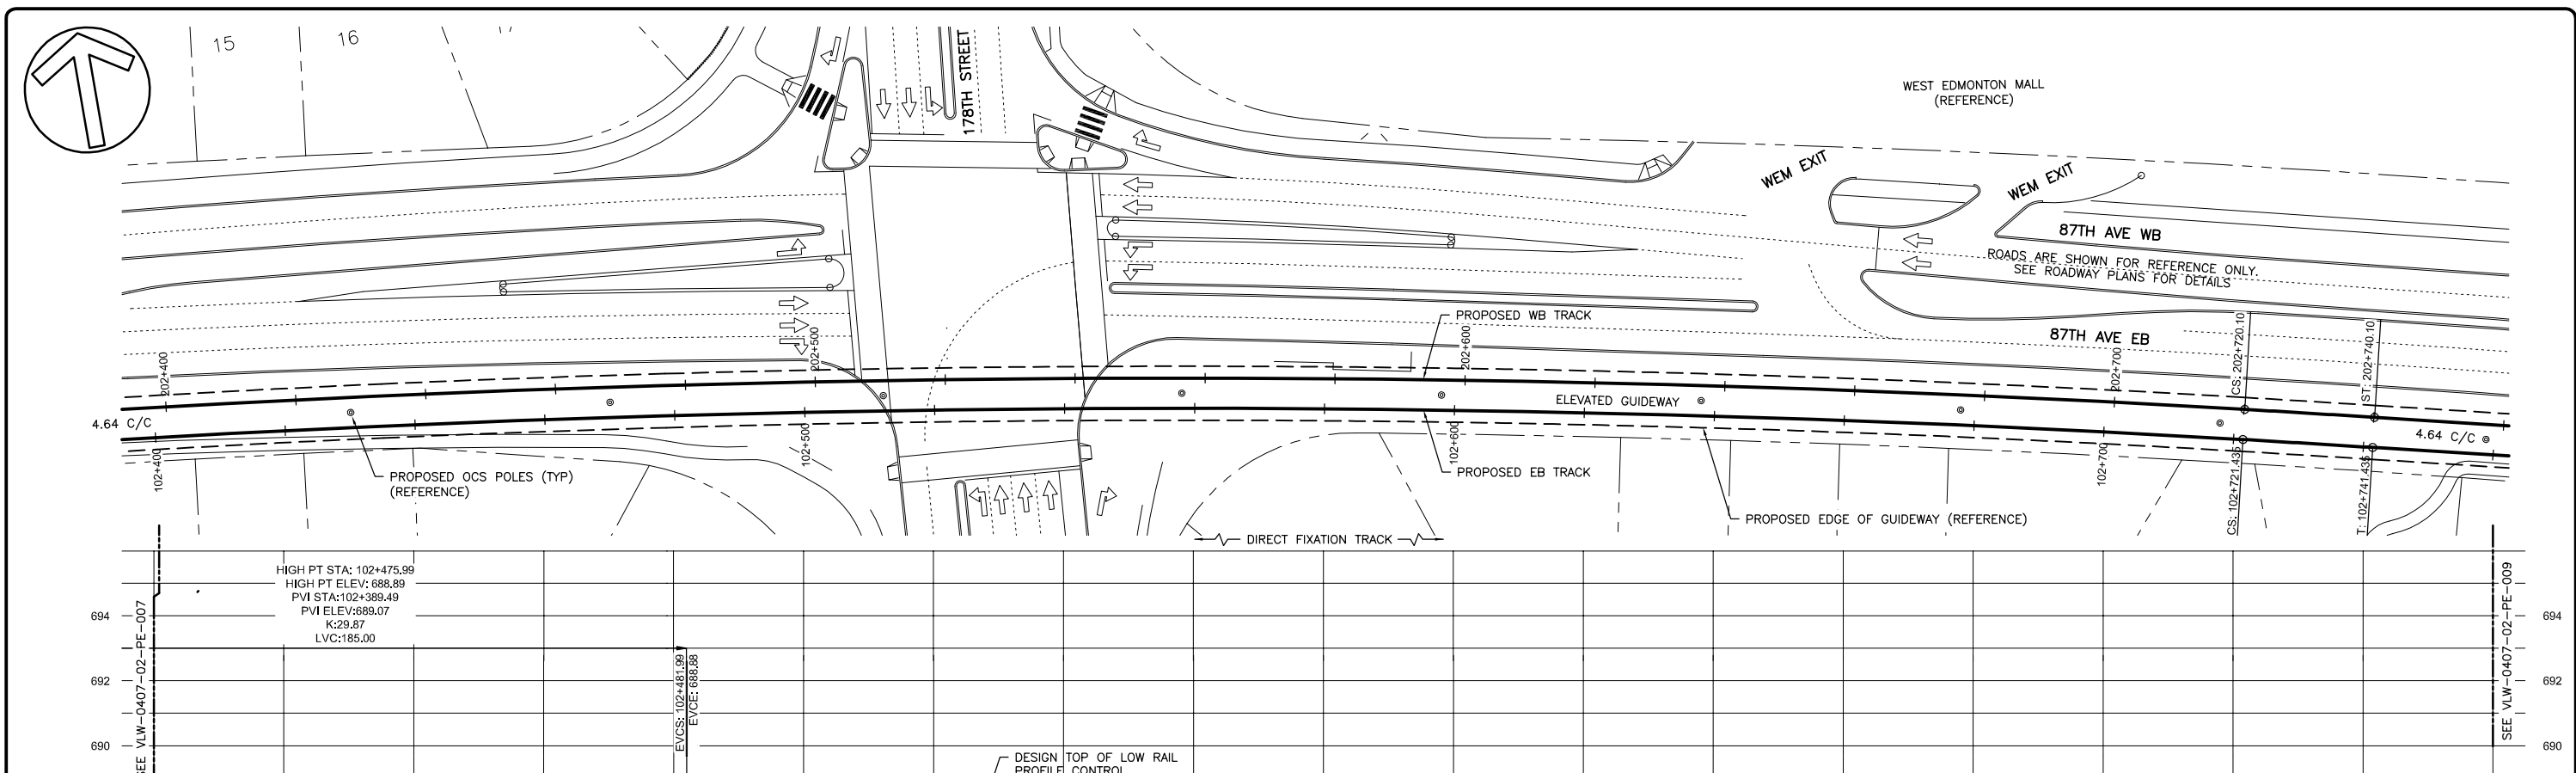 15
16
178TH STREET
WEST EDMONTON MALL
(REFERENCE)
WEM EXIT
WEM EXIT
87TH AVE WB
ROADS ARE SHOWN FOR REFERENCE ONLY.
SEE ROADWAY PLANS FOR DETAILS
87TH AVE EB
PROPOSED WB TRACK
202+400
202+500
202+600
202+700
CS: 202+720.10
ST: 202+740.10
4.64 C/C
ELEVATED GUIDEWAY
4.64 C/C
102+400
102+500
102+600
102+700
CS: 102+721.435
T: 102+741.435
PROPOSED OCS POLES (TYP)
(REFERENCE)
PROPOSED EB TRACK
PROPOSED EDGE OF GUIDEWAY (REFERENCE)
DIRECT FIXATION TRACK
HIGH PT STA: 102+475.99
HIGH PT ELEV: 688.89
PVI STA:102+389.49
PVI ELEV:689.07
K:29.87
LVC:185.00
694
694
692
692
690
690
SEE VLW-0407-02-PE-007
EVCS: 102+481.99
EVCE: 688.88
SEE VLW-0407-02-PE-009
DESIGN TOP OF LOW RAIL
PROFILE CONTROL